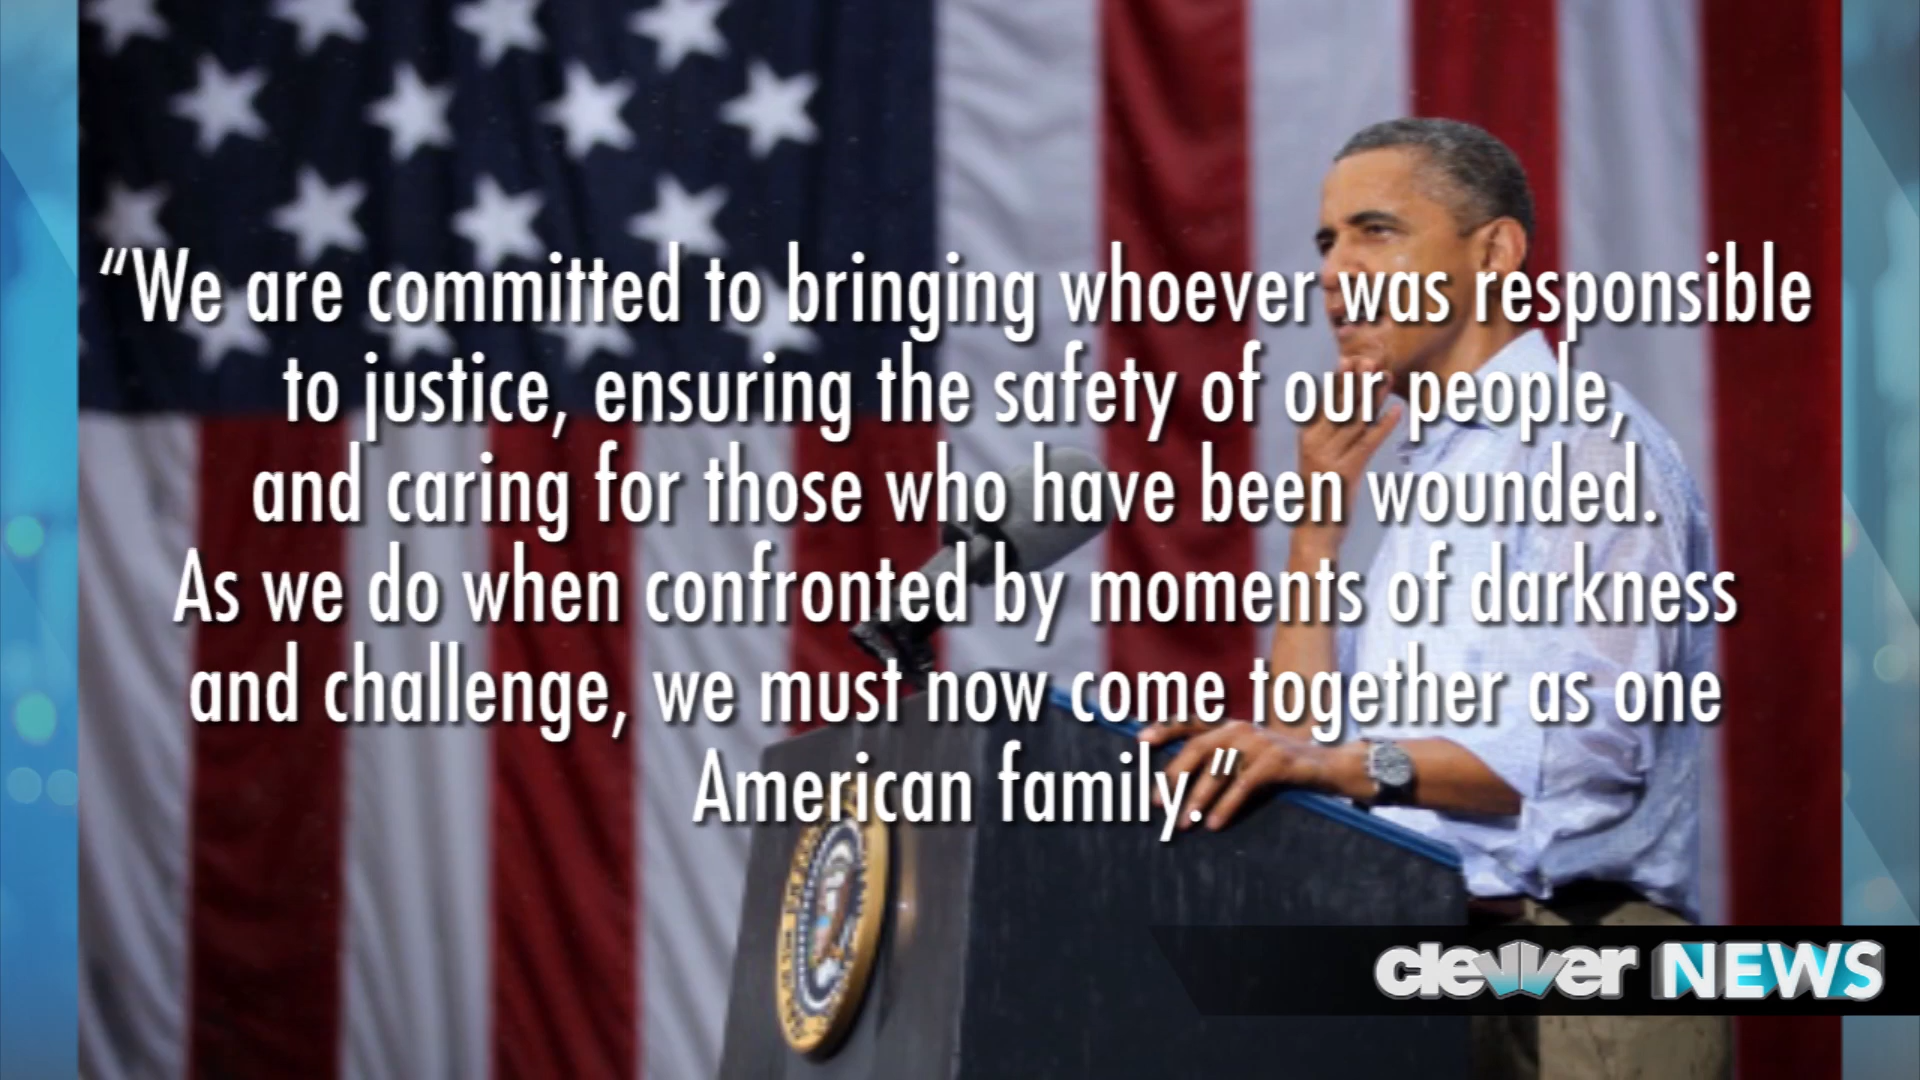 “We are committed to bringing whoever was responsible
to justice, ensuring the safety of our people,
and caring for those who have been wounded.
As we do when confronted by moments of darkness
and challenge, we must now come together as one
American family.”
clevver NEWS